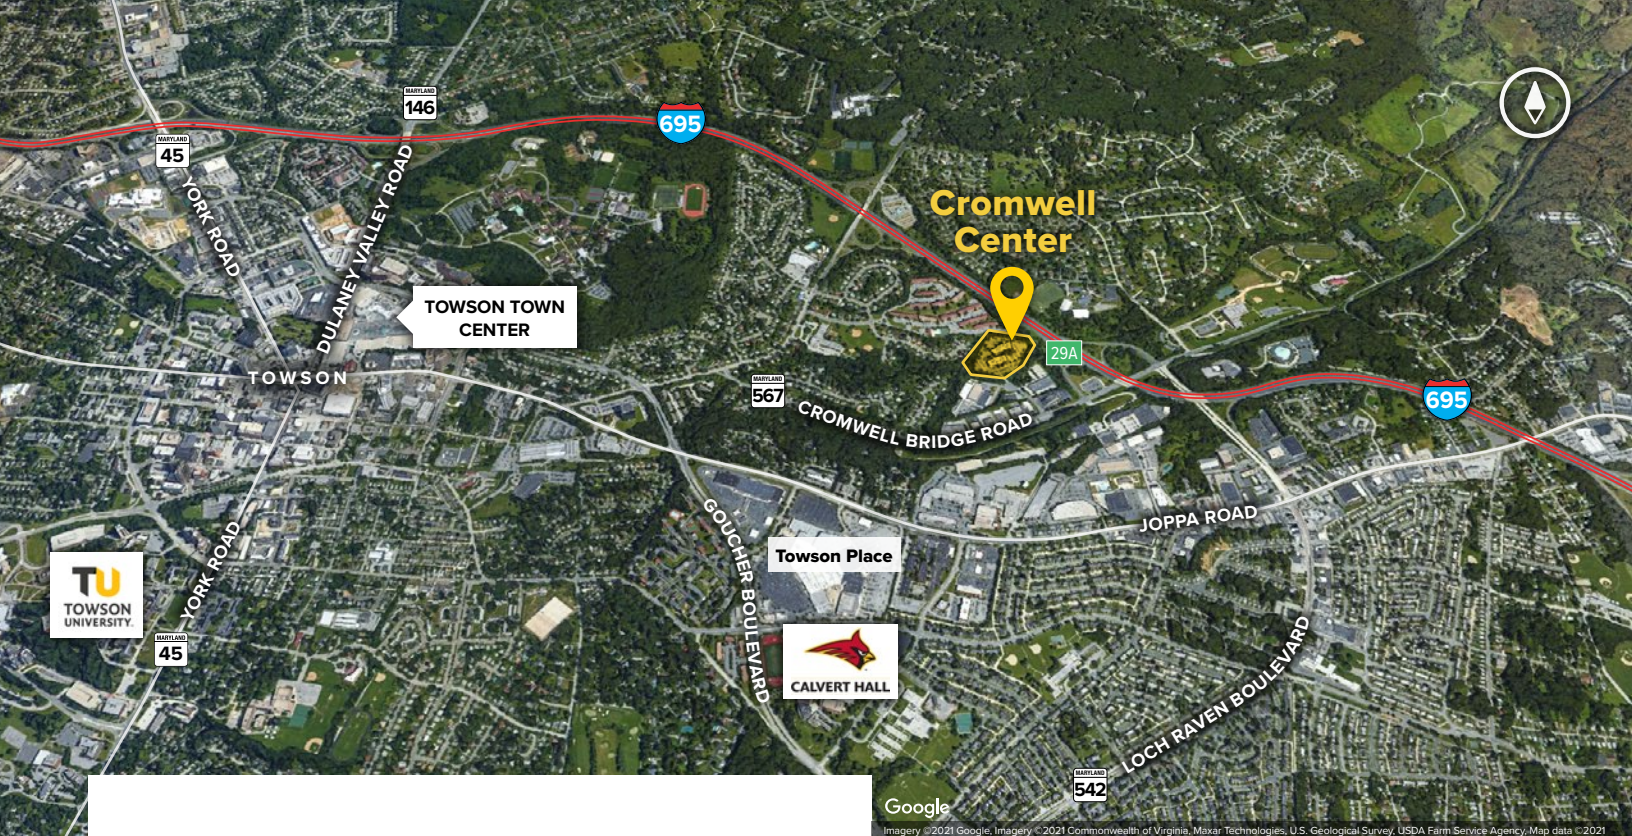 MARYLAND
146
695
MARYLAND
45
YORK ROAD
DULANEY VALLEY ROAD
Cromwell
Center
TOWSON TOWN
CENTER
29A
TOWSON
MARYLAND
567
CROMWELL BRIDGE ROAD
695
JOPPA ROAD
GOUCHER BOULEVARD
Towson Place
YORK ROAD
TU
TOWSON
UNIVERSITY.
MARYLAND
45
CALVERT HALL
LOCH RAVEN BOULEVARD
MARYLAND
542
Google
Imagery ©2021 Google, Imagery ©2021 Commonwealth of Virginia, Maxar Technologies, U.S. Geological Survey, USDA Farm Service Agency, Map data ©2021